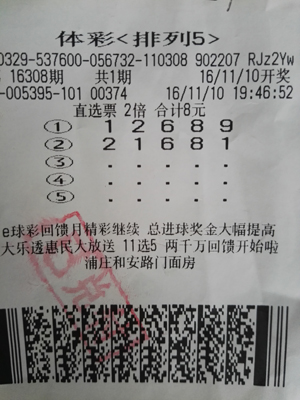 体彩<排列5>
0329-537600-056732-110308 902207 RJz2Yw
16308期 共1期 16/11/10开奖
-005395-101 00374 16/11/10 19:46:52
直选票 2倍 合计8元
① 1 2 6 8 9
② 2 1 6 8 1
③ . . . . .
④ . . . . .
⑤ . . . . .
e球彩回馈月精彩继续 总进球奖金大幅提高
大乐透惠民大放送 11选5 两千万回馈开始啦
浦庄和安路门面房